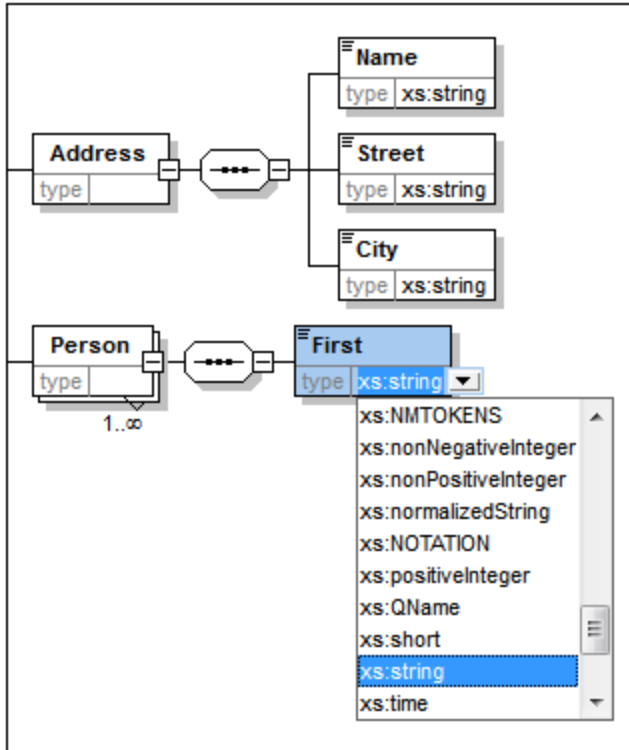 Name
type xs:string
Address
type
Street
type xs:string
City
type xs:string
Person
type
1..∞
First
type xs:string
xs:NMTOKENS
xs:nonNegativeInteger
xs:nonPositiveInteger
xs:normalizedString
xs:NOTATION
xs:positiveInteger
xs:QName
xs:short
xs:string
xs:time